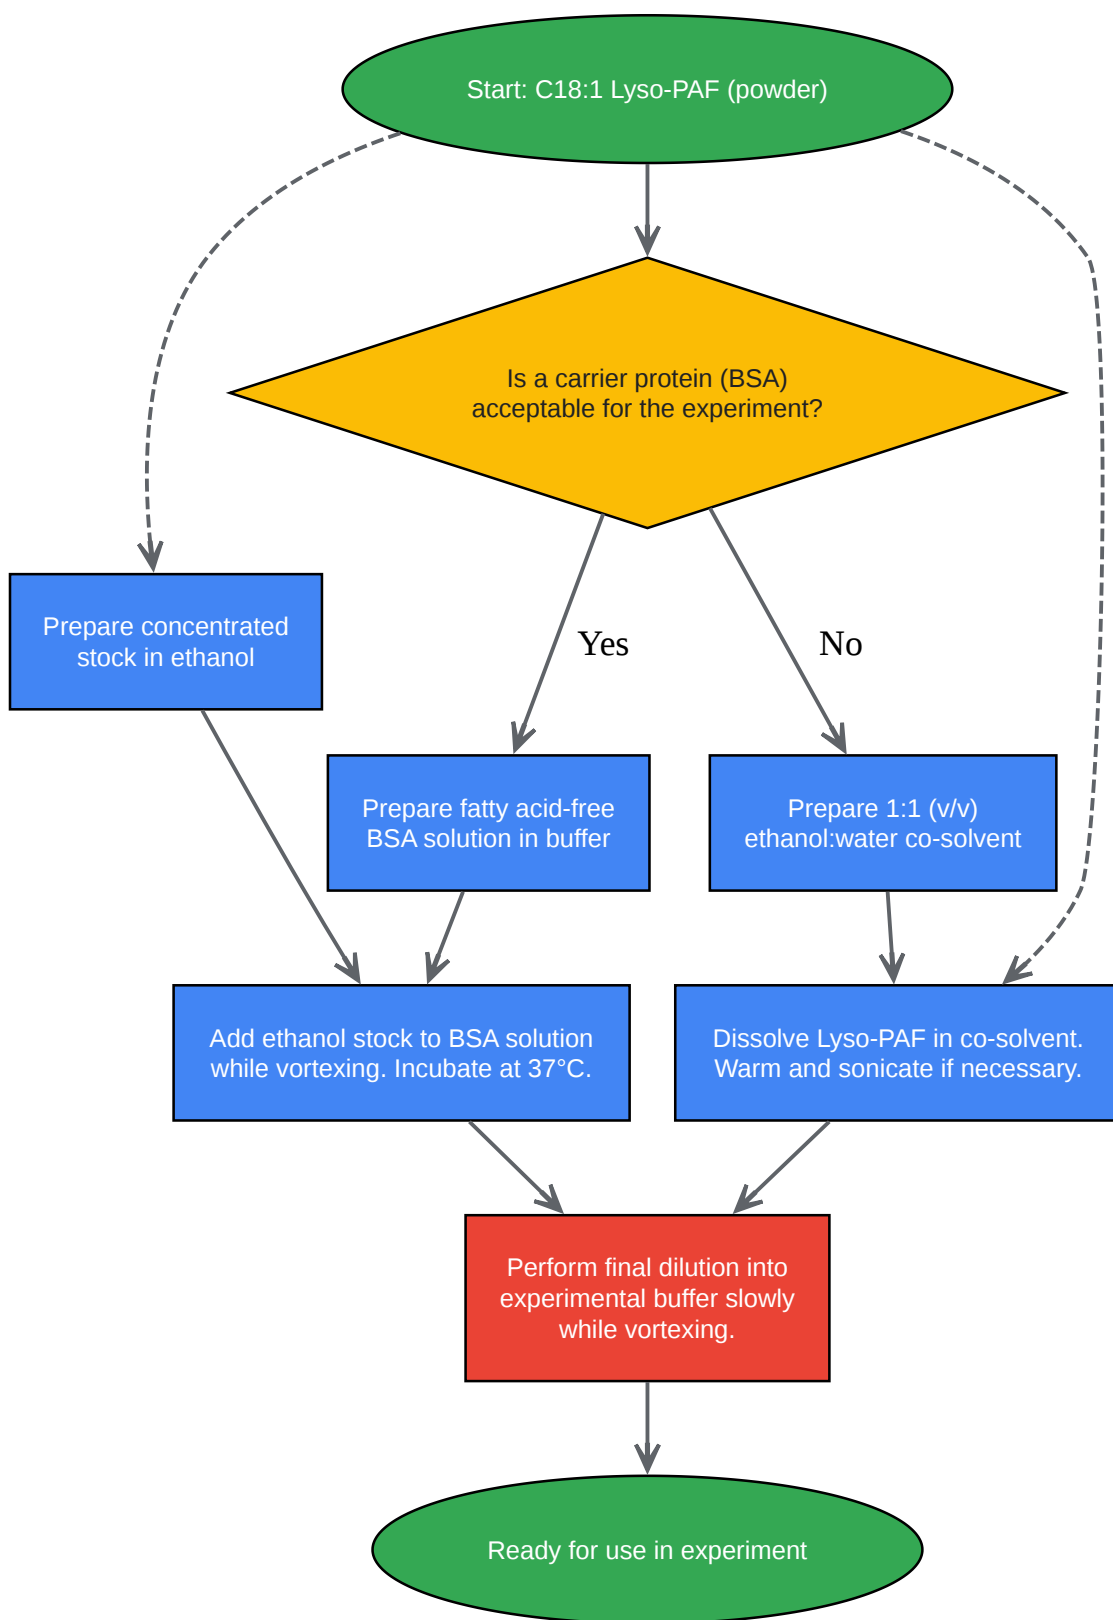 Start: C18:1 Lyso-PAF (powder)
Is a carrier protein (BSA)
acceptable for the experiment?
Prepare concentrated
stock in ethanol
Yes
No
Prepare fatty acid-free
BSA solution in buffer
Prepare 1:1 (v/v)
ethanol:water co-solvent
Add ethanol stock to BSA solution
while vortexing. Incubate at 37°C.
Dissolve Lyso-PAF in co-solvent.
Warm and sonicate if necessary.
Perform final dilution into
experimental buffer slowly
while vortexing.
Ready for use in experiment